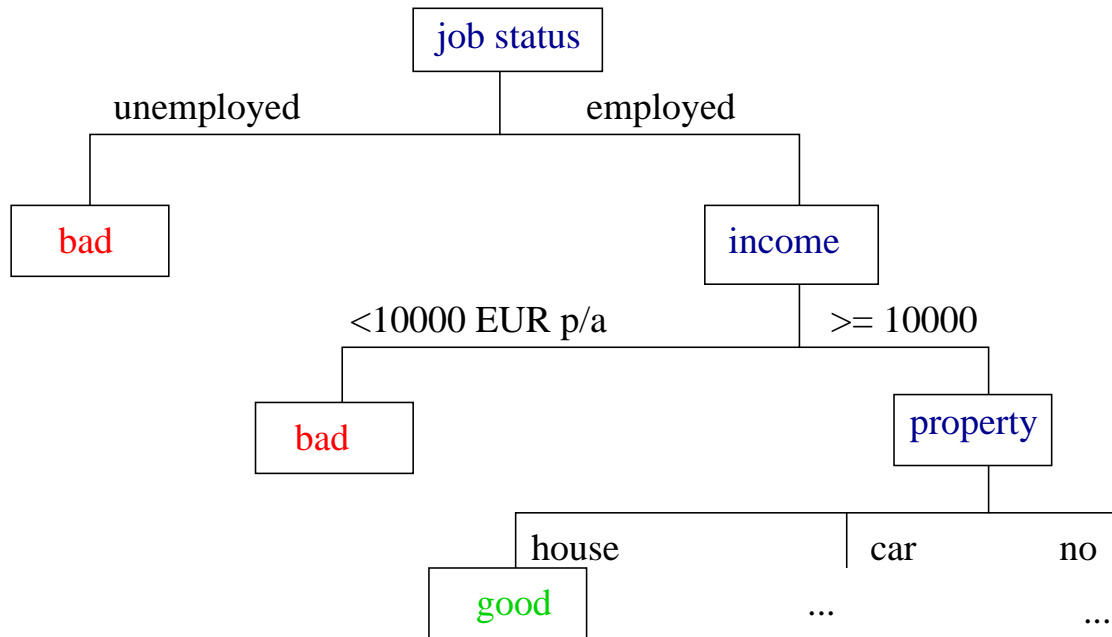 job status
unemployed employed
bad income
<10000 EUR p/a >= 10000
bad property
house car no
good ... ...